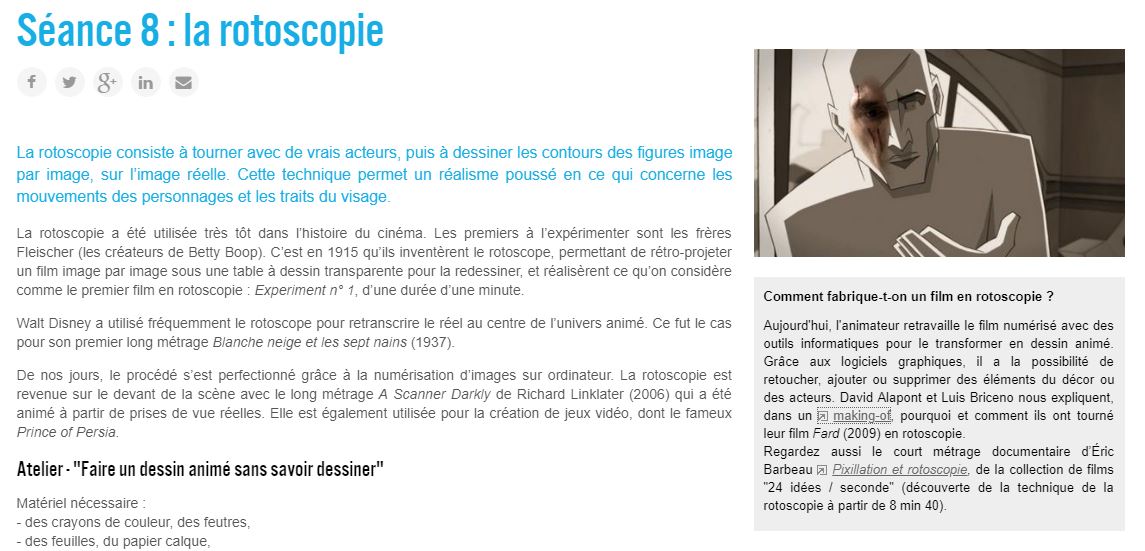 Séance 8 : la rotoscopie
La rotoscopie consiste à tourner avec de vrais acteurs, puis à dessiner les contours des figures image
par image, sur l'image réelle. Cette technique permet un réalisme poussé en ce qui concerne les
mouvements des personnages et les traits du visage.
La rotoscopie a été utilisée très tôt dans l'histoire du cinéma. Les premiers à l'expérimenter sont les frères
Fleischer (les créateurs de Betty Boop). C'est en 1915 qu'ils inventèrent le rotoscope, permettant de rétro-projeter
un film image par image sous une table à dessin transparente pour la redessiner, et réalisèrent ce qu'on considère
comme le premier film en rotoscopie : Experiment n° 1, d'une durée d'une minute.
Walt Disney a utilisé fréquemment le rotoscope pour retranscrire le réel au centre de l'univers animé. Ce fut le cas
pour son premier long métrage Blanche neige et les sept nains (1937).
De nos jours, le procédé s'est perfectionné grâce à la numérisation d'images sur ordinateur. La rotoscopie est
revenue sur le devant de la scène avec le long métrage A Scanner Darkly de Richard Linklater (2006) qui a été
animé à partir de prises de vue réelles. Elle est également utilisée pour la création de jeux vidéo, dont le fameux
Prince of Persia.
Atelier - "Faire un dessin animé sans savoir dessiner"
Matériel nécessaire :
- des crayons de couleur, des feutres,
- des feuilles, du papier calque,
Comment fabrique-t-on un film en rotoscopie ?
Aujourd'hui, l'animateur retravaille le film numérisé avec des
outils informatiques pour le transformer en dessin animé.
Grâce aux logiciels graphiques, il a la possibilité de
retoucher, ajouter ou supprimer des éléments du décor ou
des acteurs. David Alapont et Luis Briceno nous expliquent,
dans un making-of, pourquoi et comment ils ont tourné
leur film Fard (2009) en rotoscopie.
Regardez aussi le court métrage documentaire d'Éric
Barbeau Pixillation et rotoscopie, de la collection de films
"24 idées / seconde" (découverte de la technique de la
rotoscopie à partir de 8 min 40).